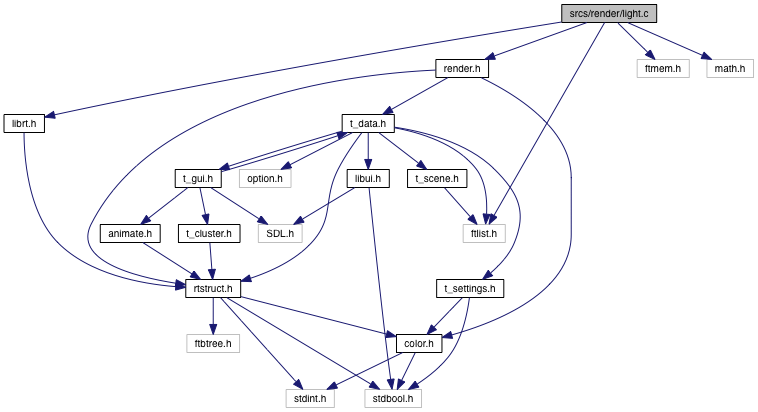 srcs/render/light.c
render.h
ftmem.h
math.h
librt.h
t_data.h
t_gui.h
option.h
libui.h
t_scene.h
animate.h
t_cluster.h
SDL.h
ftlist.h
rtstruct.h
t_settings.h
ftbtree.h
color.h
stdint.h
stdbool.h